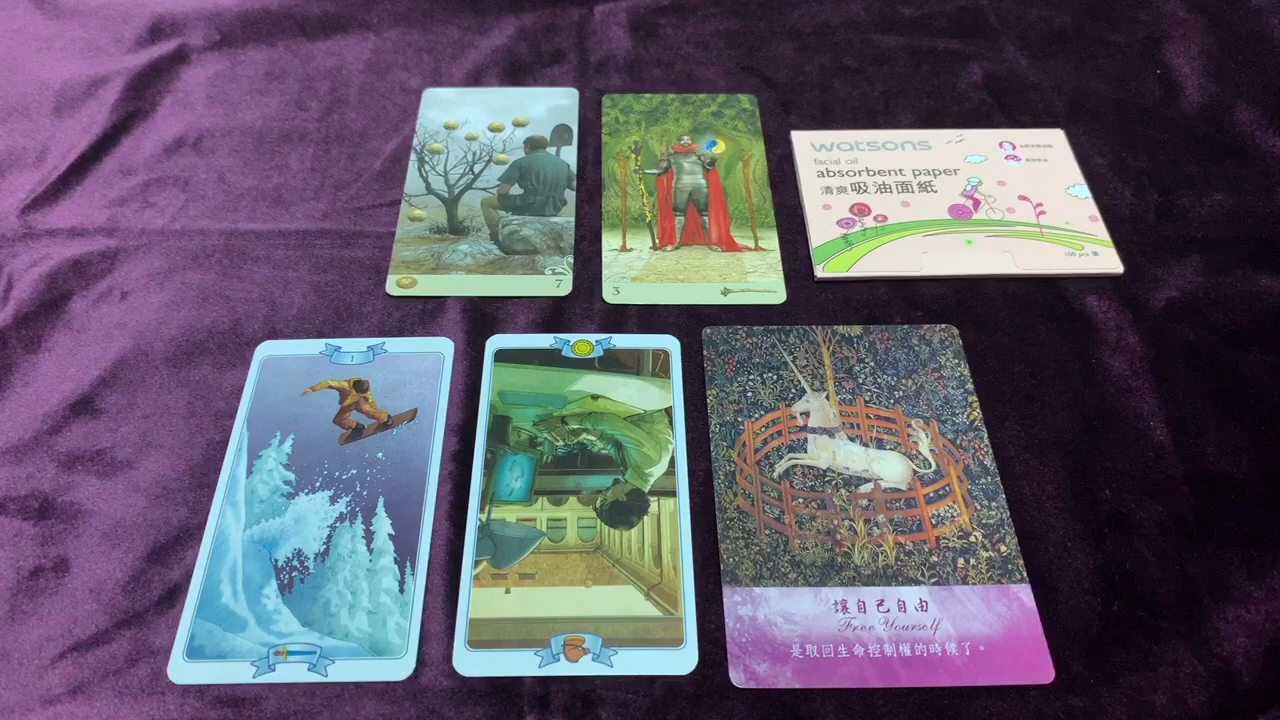 7
3
watsons
facial oil
absorbent paper
清爽吸油面紙
100 pcs 張
1
讓自己自由
Free Yourself
是取回生命控制權的時候了。